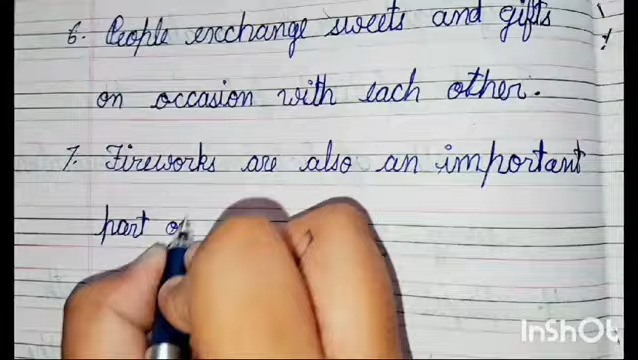 6. People exchange sweets and gifts
on occasion with each other.
7. Fireworks are also an important
part o
InShOt